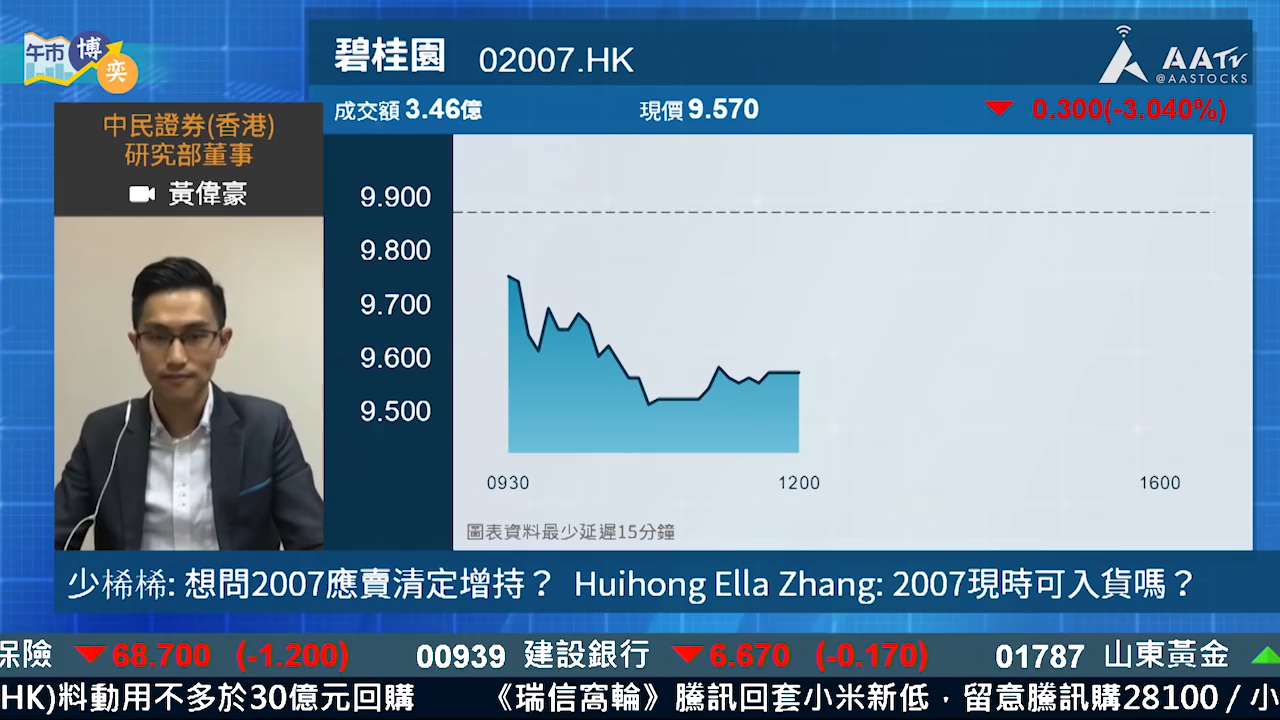 午市
博
奕
碧桂園 02007.HK
AATV
@AASTOCKS
成交額 3.46億 現價 9.570 0.300(-3.040%)
中民證券(香港)
研究部董事
黃偉豪
9.900
9.800
9.700
9.600
9.500
0930 1200 1600
圖表資料最少延遲15分鐘
少桸桸: 想問2007應賣清定增持？ Huihong Ella Zhang: 2007現時可入貨嗎？
保險 68.700 (-1.200) 00939 建設銀行 6.670 (-0.170) 01787 山東黃金
HK)料動用不多於30億元回購 《瑞信窩輪》騰訊回套小米新低，留意騰訊購28100 / 小